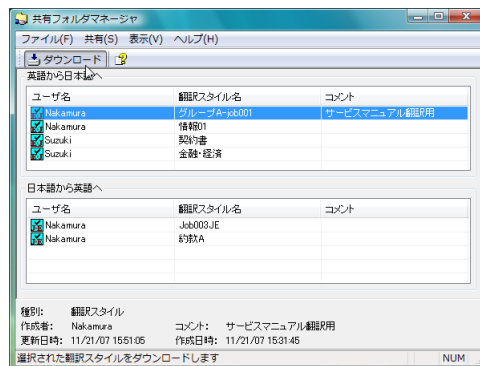 共有フォルダマネージャ
ファイル(F) 共有(S) 表示(V) ヘルプ(H)
ダウンロード
英語から日本語へ
ユーザ名 翻訳スタイル名 コメント
Nakamura グループA-job001 サービスマニュアル翻訳用
Nakamura 情報01
Suzuki 契約書
Suzuki 金融・経済
日本語から英語へ
ユーザ名 翻訳スタイル名 コメント
Nakamura Job003JE
Nakamura 約款A
種別: 翻訳スタイル
作成者: Nakamura コメント: サービスマニュアル翻訳用
更新日時: 11/21/07 15:51:05 作成日時: 11/21/07 15:31:45
選択された翻訳スタイルをダウンロードします NUM